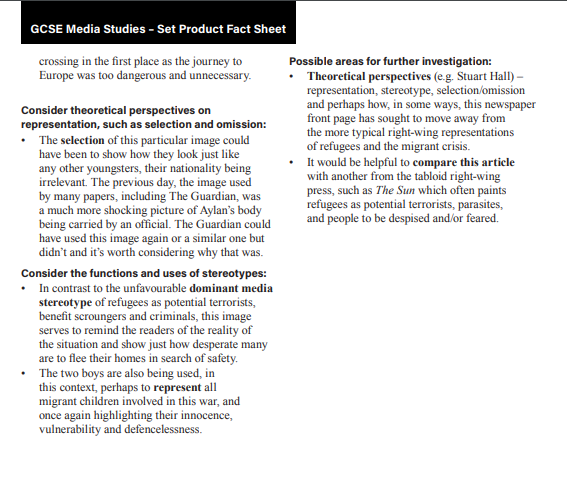 GCSE Media Studies – Set Product Fact Sheet
crossing in the first place as the journey to
Europe was too dangerous and unnecessary.
Consider theoretical perspectives on
representation, such as selection and omission:
• The selection of this particular image could
have been to show how they look just like
any other youngsters, their nationality being
irrelevant. The previous day, the image used
by many papers, including The Guardian, was
a much more shocking picture of Aylan’s body
being carried by an official. The Guardian could
have used this image again or a similar one but
didn’t and it’s worth considering why that was.
Consider the functions and uses of stereotypes:
• In contrast to the unfavourable dominant media
stereotype of refugees as potential terrorists,
benefit scroungers and criminals, this image
serves to remind the readers of the reality of
the situation and show just how desperate many
are to flee their homes in search of safety.
• The two boys are also being used, in
this context, perhaps to represent all
migrant children involved in this war, and
once again highlighting their innocence,
vulnerability and defencelessness.
Possible areas for further investigation:
• Theoretical perspectives (e.g. Stuart Hall) –
representation, stereotype, selection/omission
and perhaps how, in some ways, this newspaper
front page has sought to move away from
the more typical right-wing representations
of refugees and the migrant crisis.
• It would be helpful to compare this article
with another from the tabloid right-wing
press, such as The Sun which often paints
refugees as potential terrorists, parasites,
and people to be despised and/or feared.